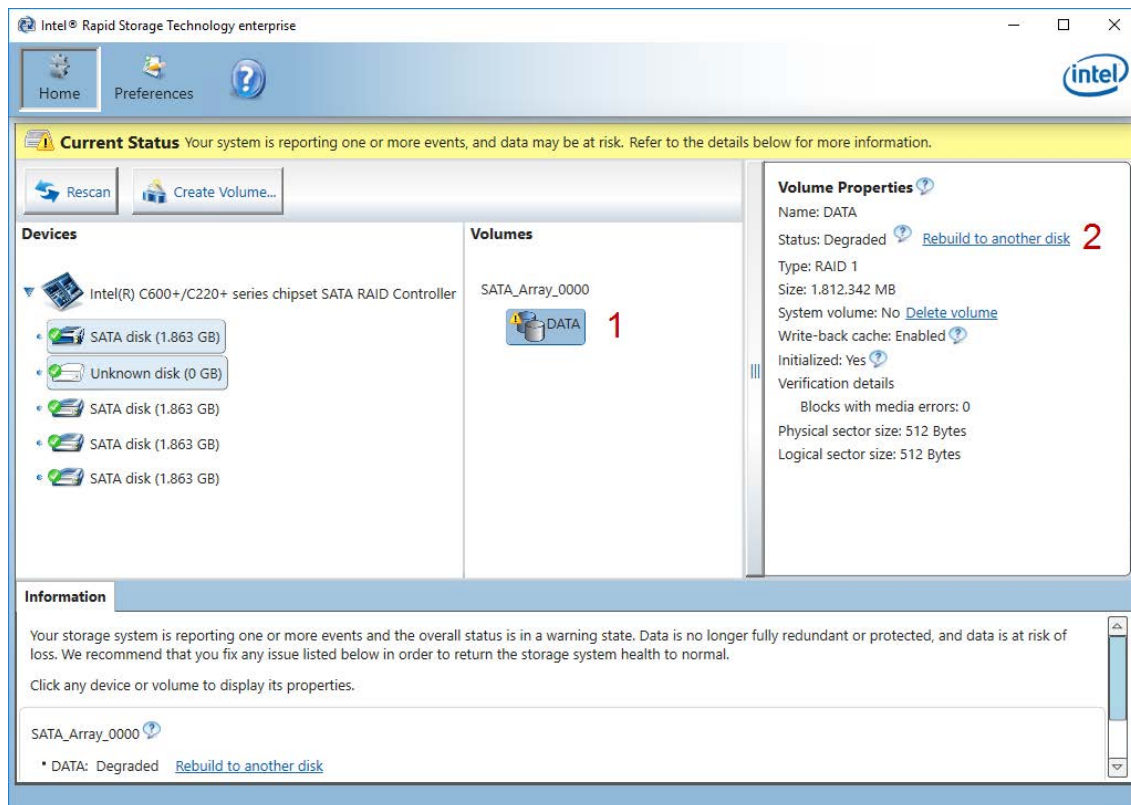 Intel® Rapid Storage Technology enterprise
Home
Preferences
intel
Current Status Your system is reporting one or more events, and data may be at risk. Refer to the details below for more information.
Rescan
Create Volume...
Devices
Intel(R) C600+/C220+ series chipset SATA RAID Controller
SATA disk (1.863 GB)
Unknown disk (0 GB)
SATA disk (1.863 GB)
SATA disk (1.863 GB)
SATA disk (1.863 GB)
Volumes
SATA_Array_0000
DATA
1
Volume Properties
Name: DATA
Status: Degraded Rebuild to another disk 2
Type: RAID 1
Size: 1.812.342 MB
System volume: No Delete volume
Write-back cache: Enabled
Initialized: Yes
Verification details
Blocks with media errors: 0
Physical sector size: 512 Bytes
Logical sector size: 512 Bytes
Information
Your storage system is reporting one or more events and the overall status is in a warning state. Data is no longer fully redundant or protected, and data is at risk of
loss. We recommend that you fix any issue listed below in order to return the storage system health to normal.
Click any device or volume to display its properties.
SATA_Array_0000
• DATA: Degraded Rebuild to another disk